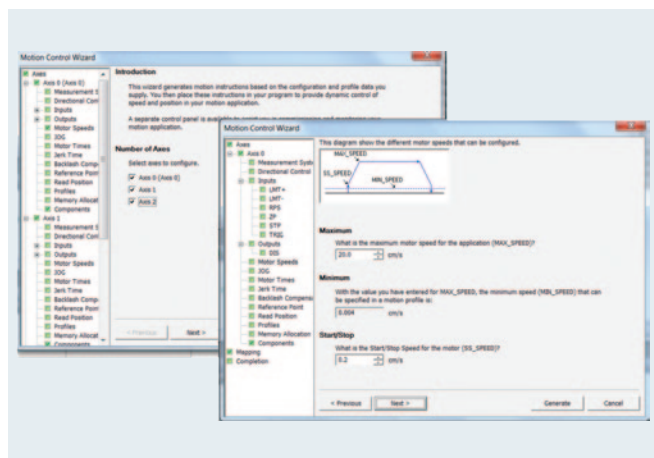 Motion Control Wizard
Axes
Axis 0 (Axis 0)
Measurement S
Directional Cont
Inputs
Outputs
Motor Speeds
JOG
Motor Times
Jerk Time
Backlash Comp
Reference Point
Read Position
Profiles
Memory Allocat
Components
Axis 1
Measurement S
Directional Cont
Inputs
Outputs
Motor Speeds
JOG
Motor Times
Jerk Time
Backlash Comp
Reference Point
Read Position
Profiles
Memory Allocat
Components
Introduction
This wizard generates motion instructions based on the configuration and profile data you
supply. You then place these instructions in your program to provide dynamic control of
speed and position in your motion application.
A separate control panel is available to
motion application.
Number of Axes
Select axes to configure.
Axis 0 (Axis 0)
Axis 1
Axis 2
< Previous
Next >
Motion Control Wizard
Axes
Axis 0
Measurement Syste
Directional Control
Inputs
LMT+
LMT-
RPS
ZP
STP
TRIG
Outputs
DIS
Motor Speeds
JOG
Motor Times
Jerk Time
Backlash Compensa
Reference Point
Read Position
Profiles
Memory Allocation
Components
Mapping
Completion
This diagram show the different motor speeds that can be configured.
MAX_SPEED
SS_SPEED
MIN_SPEED
Maximum
What is the maximum motor speed for the application (MAX_SPEED)?
20.0 cm/s
Minimum
With the value you have entered for MAX_SPEED, the minimum speed (MIN_SPEED) that can
be specified in a motion profile is:
0.004 cm/s
Start/Stop
What is the Start/Stop Speed for the motor (SS_SPEED)?
0.2 cm/s
< Previous
Next >
Generate
Cancel